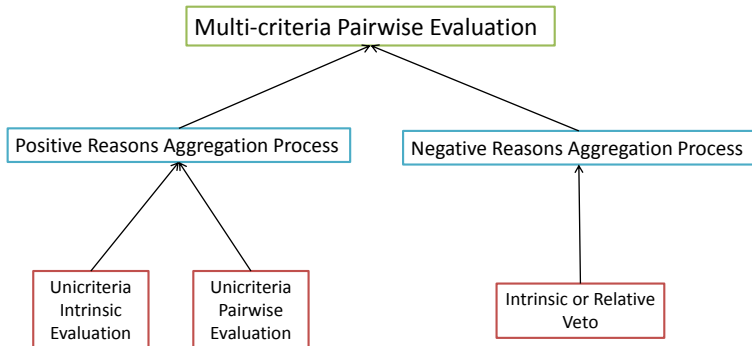 Multi-criteria Pairwise Evaluation
Positive Reasons Aggregation Process
Negative Reasons Aggregation Process
Unicriteria
Intrinsic
Evaluation
Unicriteria
Pairwise
Evaluation
Intrinsic or Relative
Veto